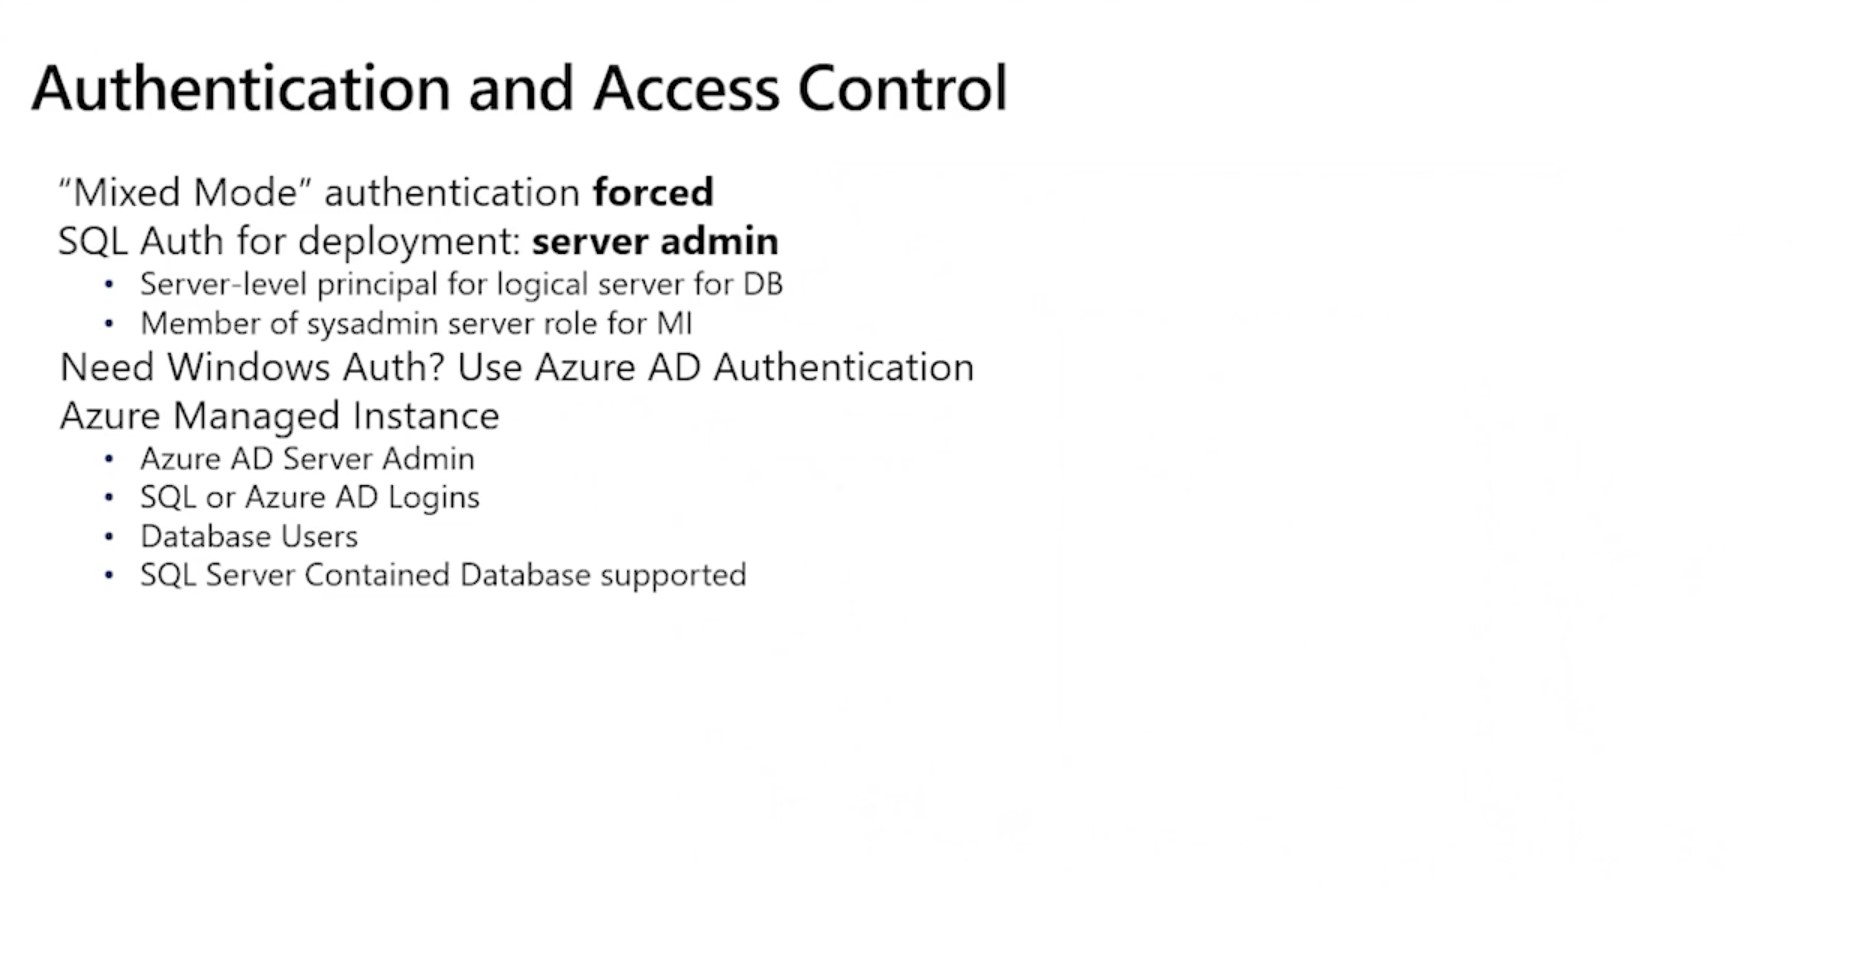 Authentication and Access Control
“Mixed Mode” authentication forced
SQL Auth for deployment: server admin
• Server-level principal for logical server for DB
• Member of sysadmin server role for MI
Need Windows Auth? Use Azure AD Authentication
Azure Managed Instance
• Azure AD Server Admin
• SQL or Azure AD Logins
• Database Users
• SQL Server Contained Database supported